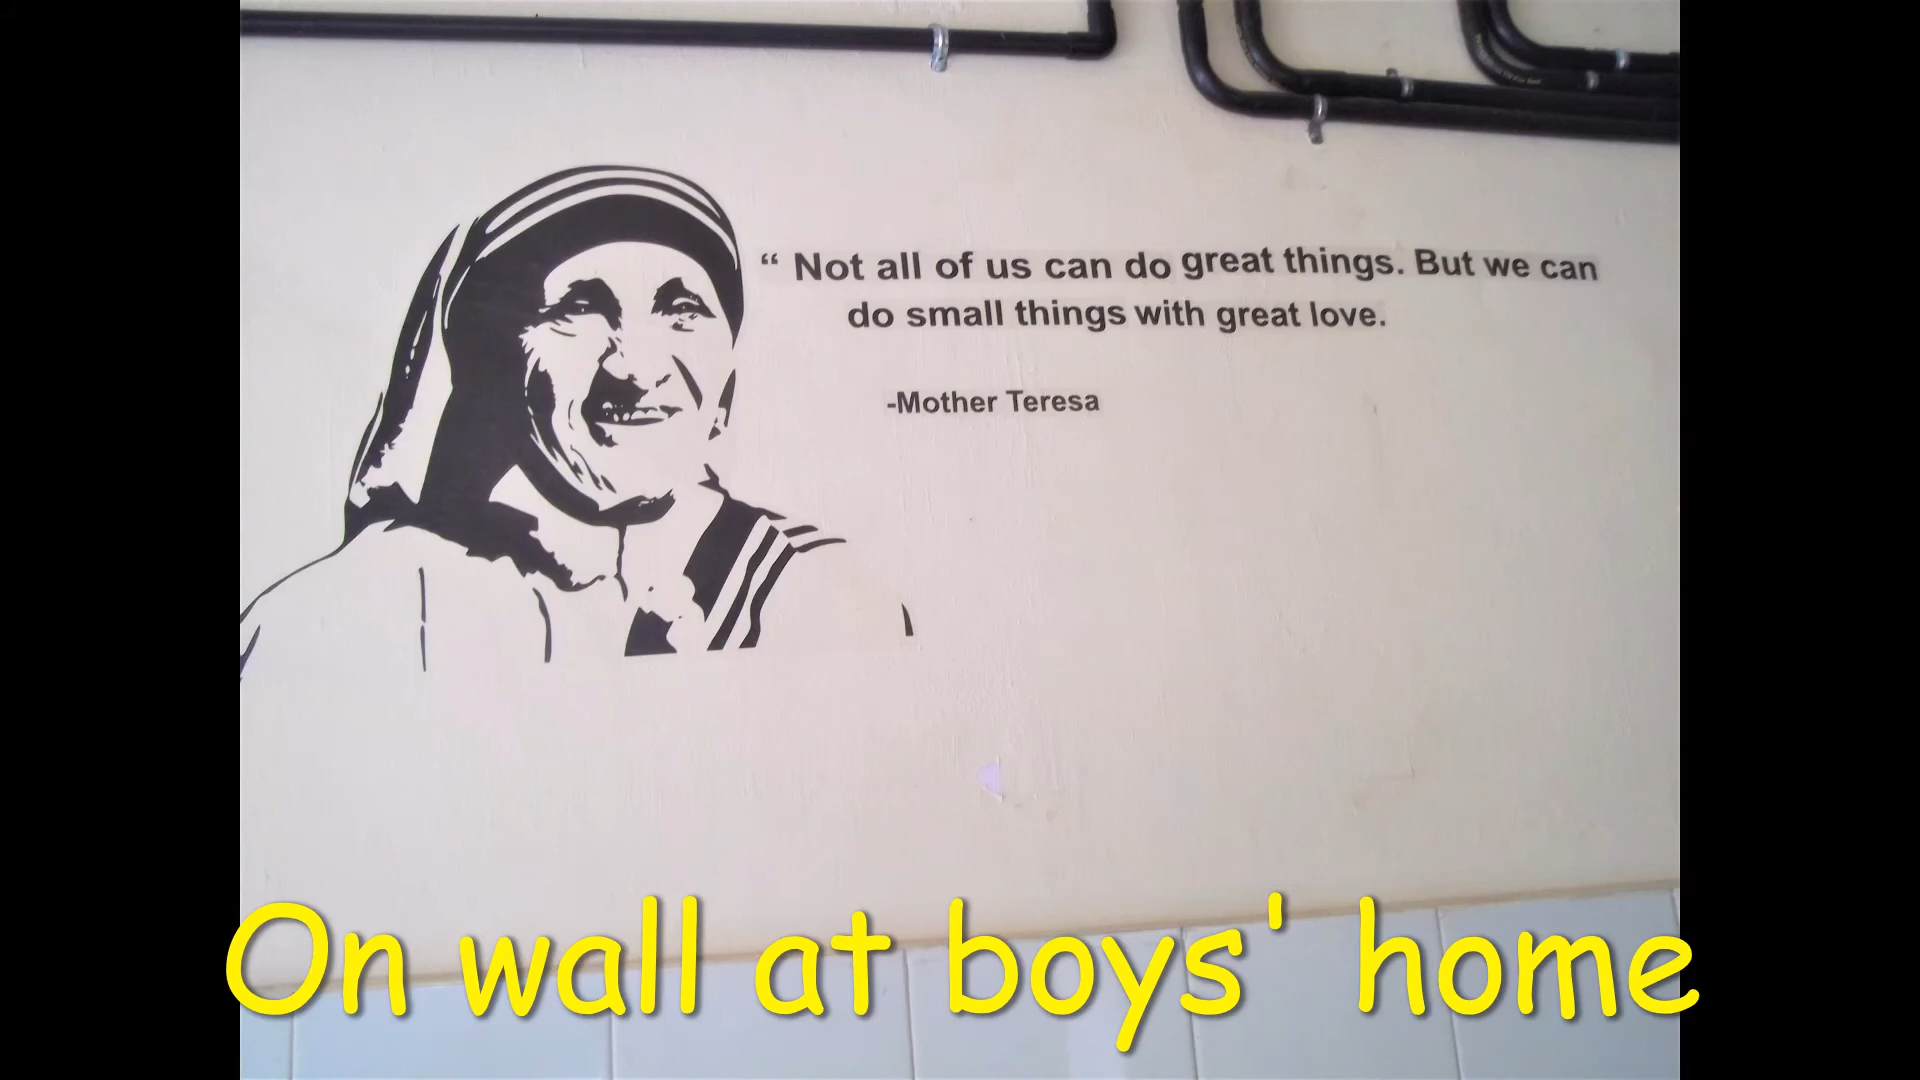 “ Not all of us can do great things. But we can
do small things with great love.
-Mother Teresa
On wall at boys' home